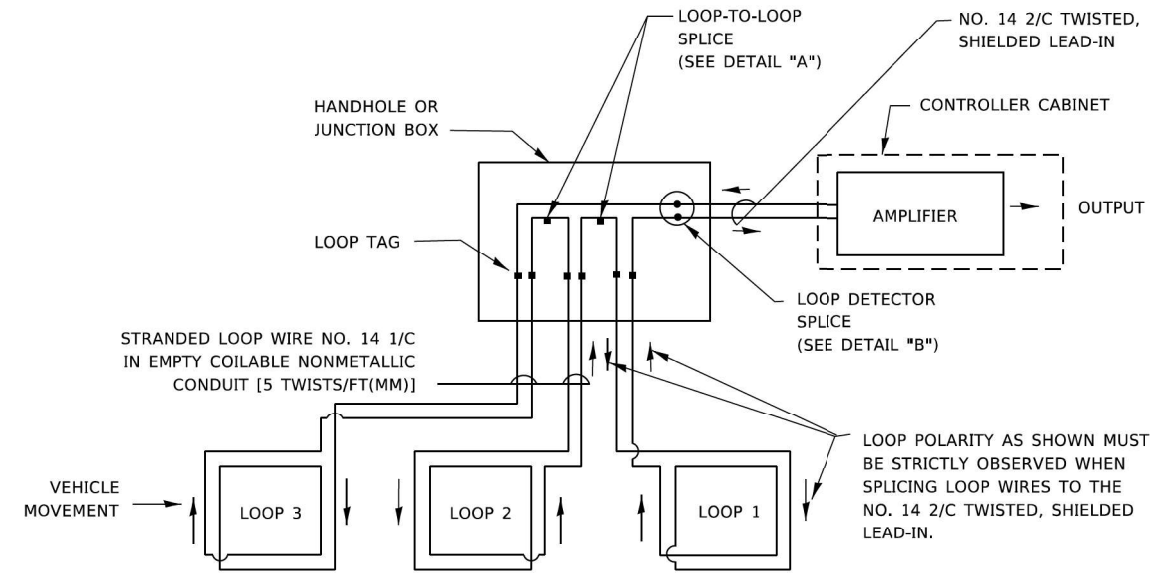 LOOP-TO-LOOP
SPLICE
(SEE DETAIL "A")
NO. 14 2/C TWISTED,
SHIELDED LEAD-IN
HANDHOLE OR
JUNCTION BOX
CONTROLLER CABINET
AMPLIFIER
OUTPUT
LOOP TAG
LOOP DETECTOR
SPLICE
(SEE DETAIL "B")
STRANDED LOOP WIRE NO. 14 1/C
IN EMPTY COILABLE NONMETALLIC
CONDUIT [5 TWISTS/FT(MM)]
LOOP POLARITY AS SHOWN MUST
BE STRICTLY OBSERVED WHEN
SPLICING LOOP WIRES TO THE
NO. 14 2/C TWISTED, SHIELDED
LEAD-IN.
VEHICLE
MOVEMENT
LOOP 3
LOOP 2
LOOP 1